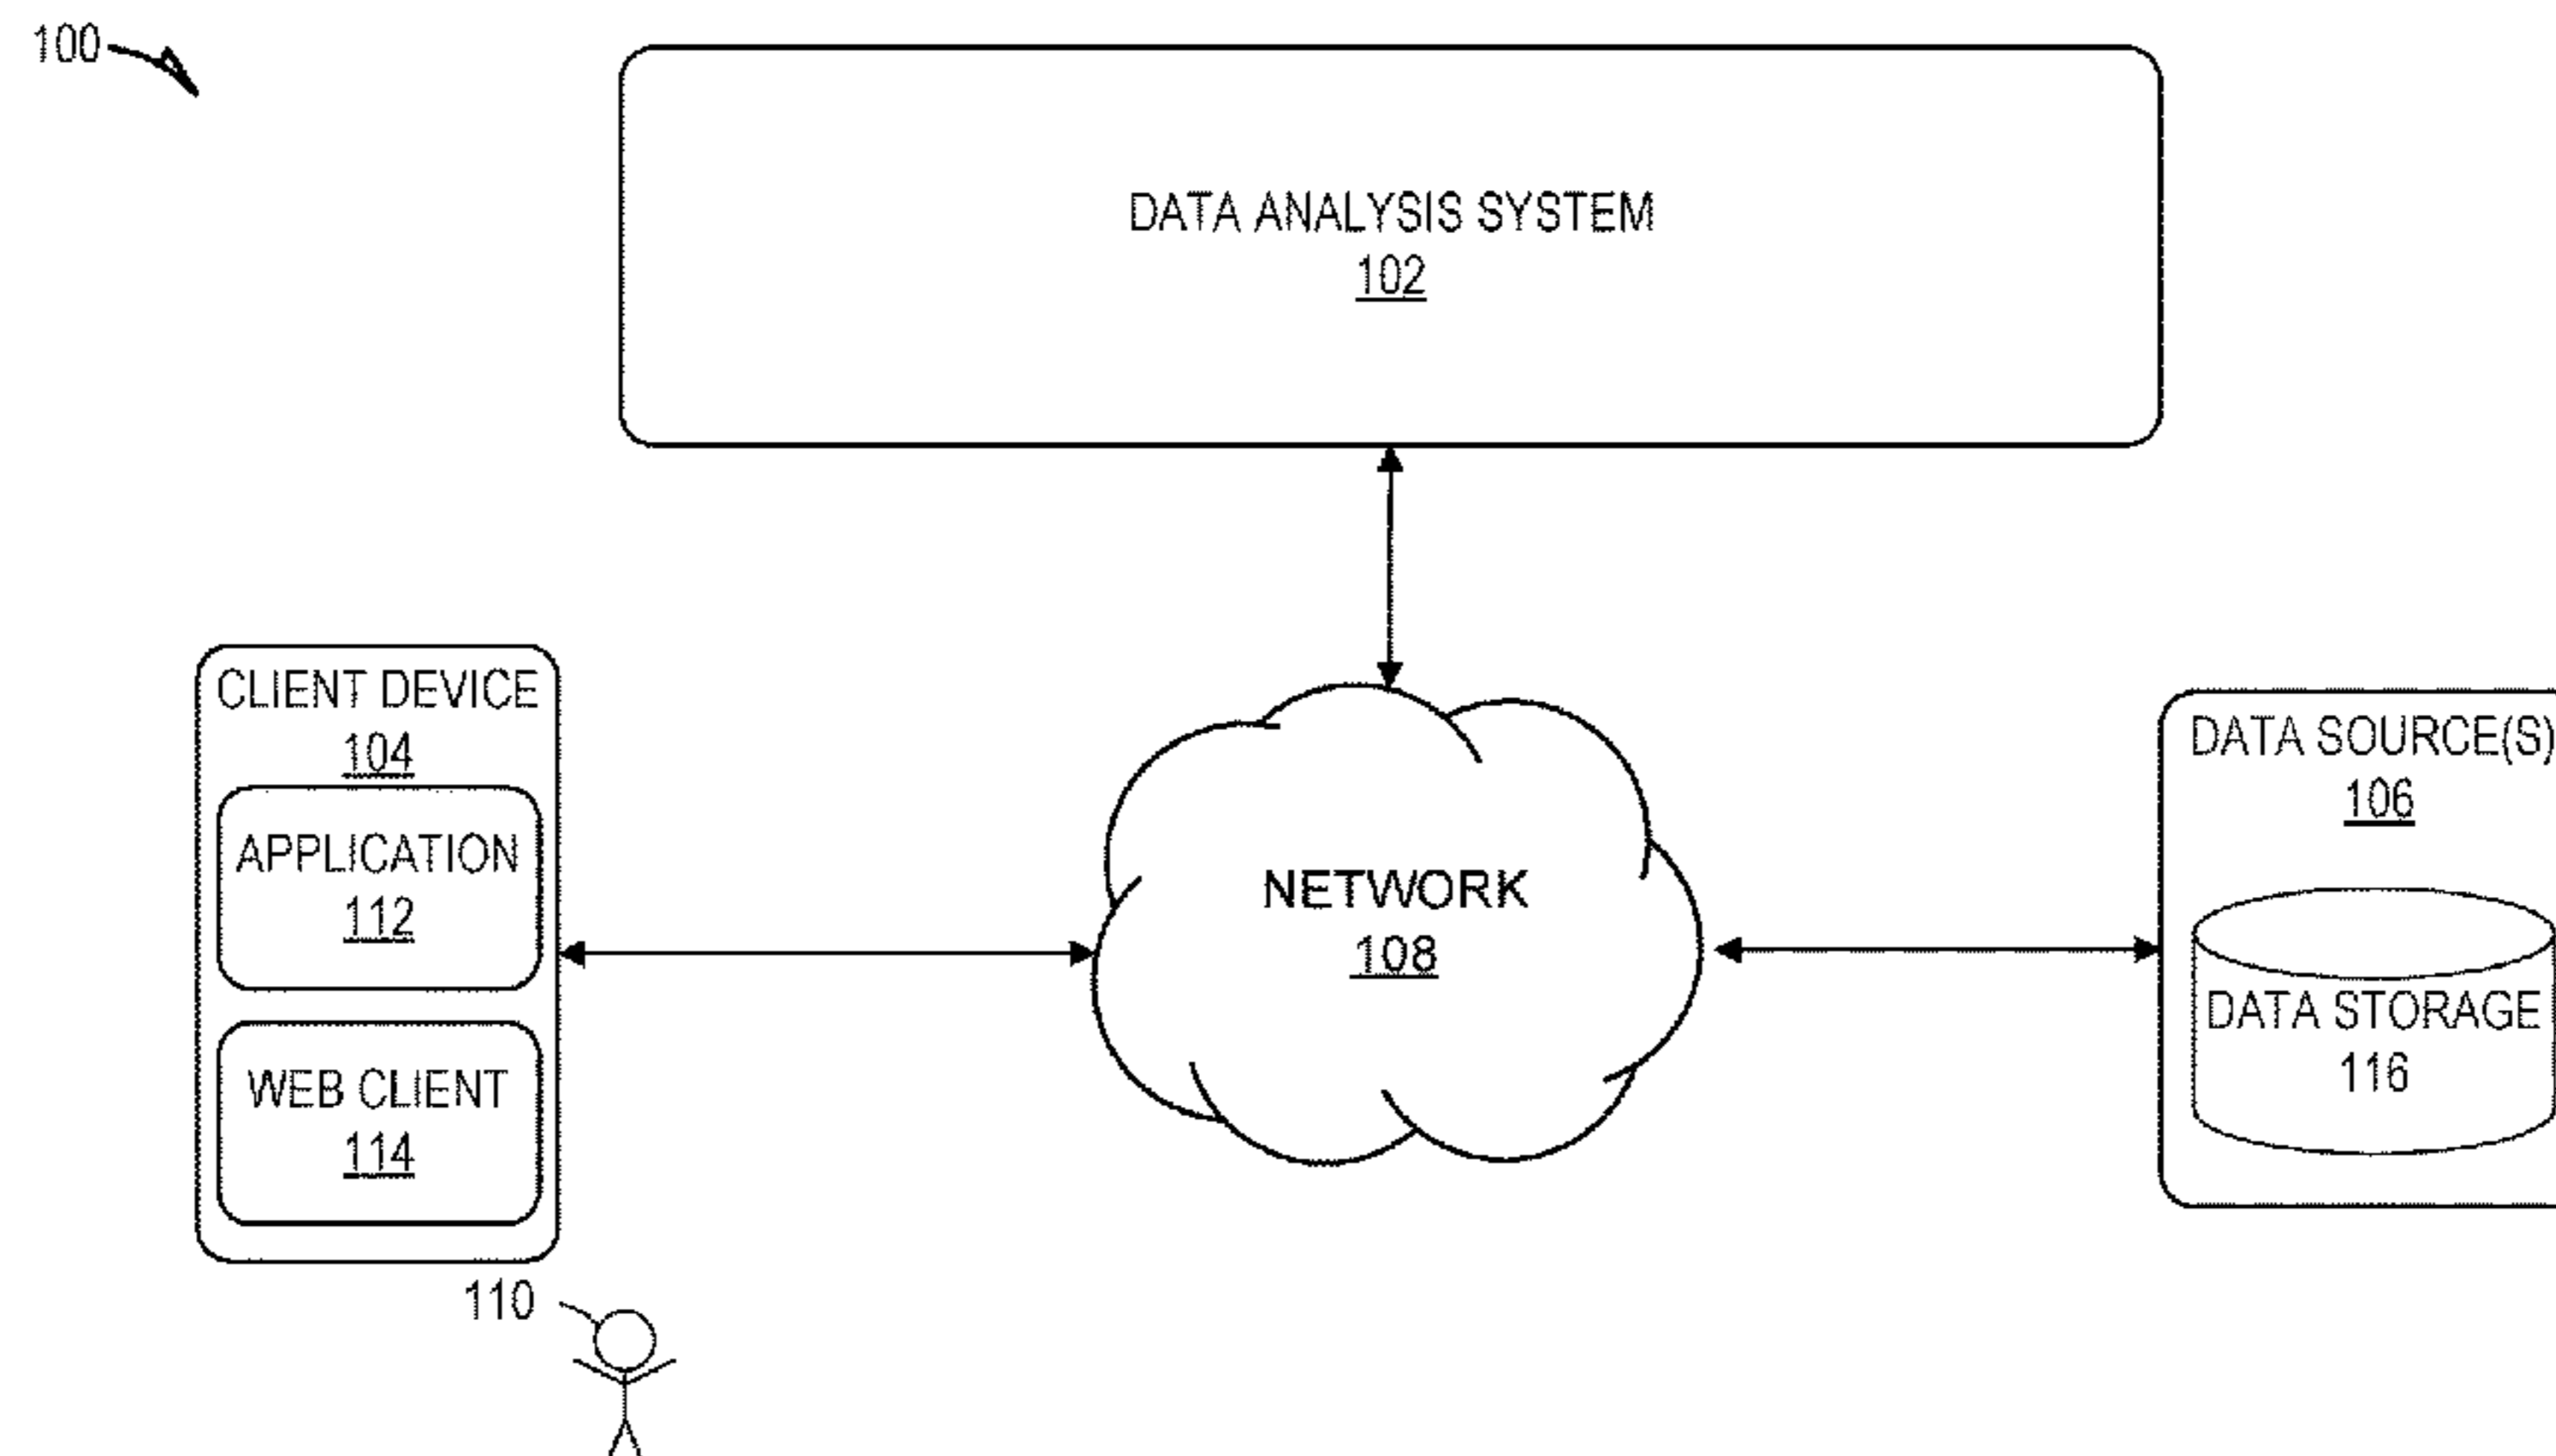 100
DATA ANALYSIS SYSTEM
102
CLIENT DEVICE
104
APPLICATION
112
WEB CLIENT
114
110
NETWORK
108
DATA SOURCE(S)
106
DATA STORAGE
116